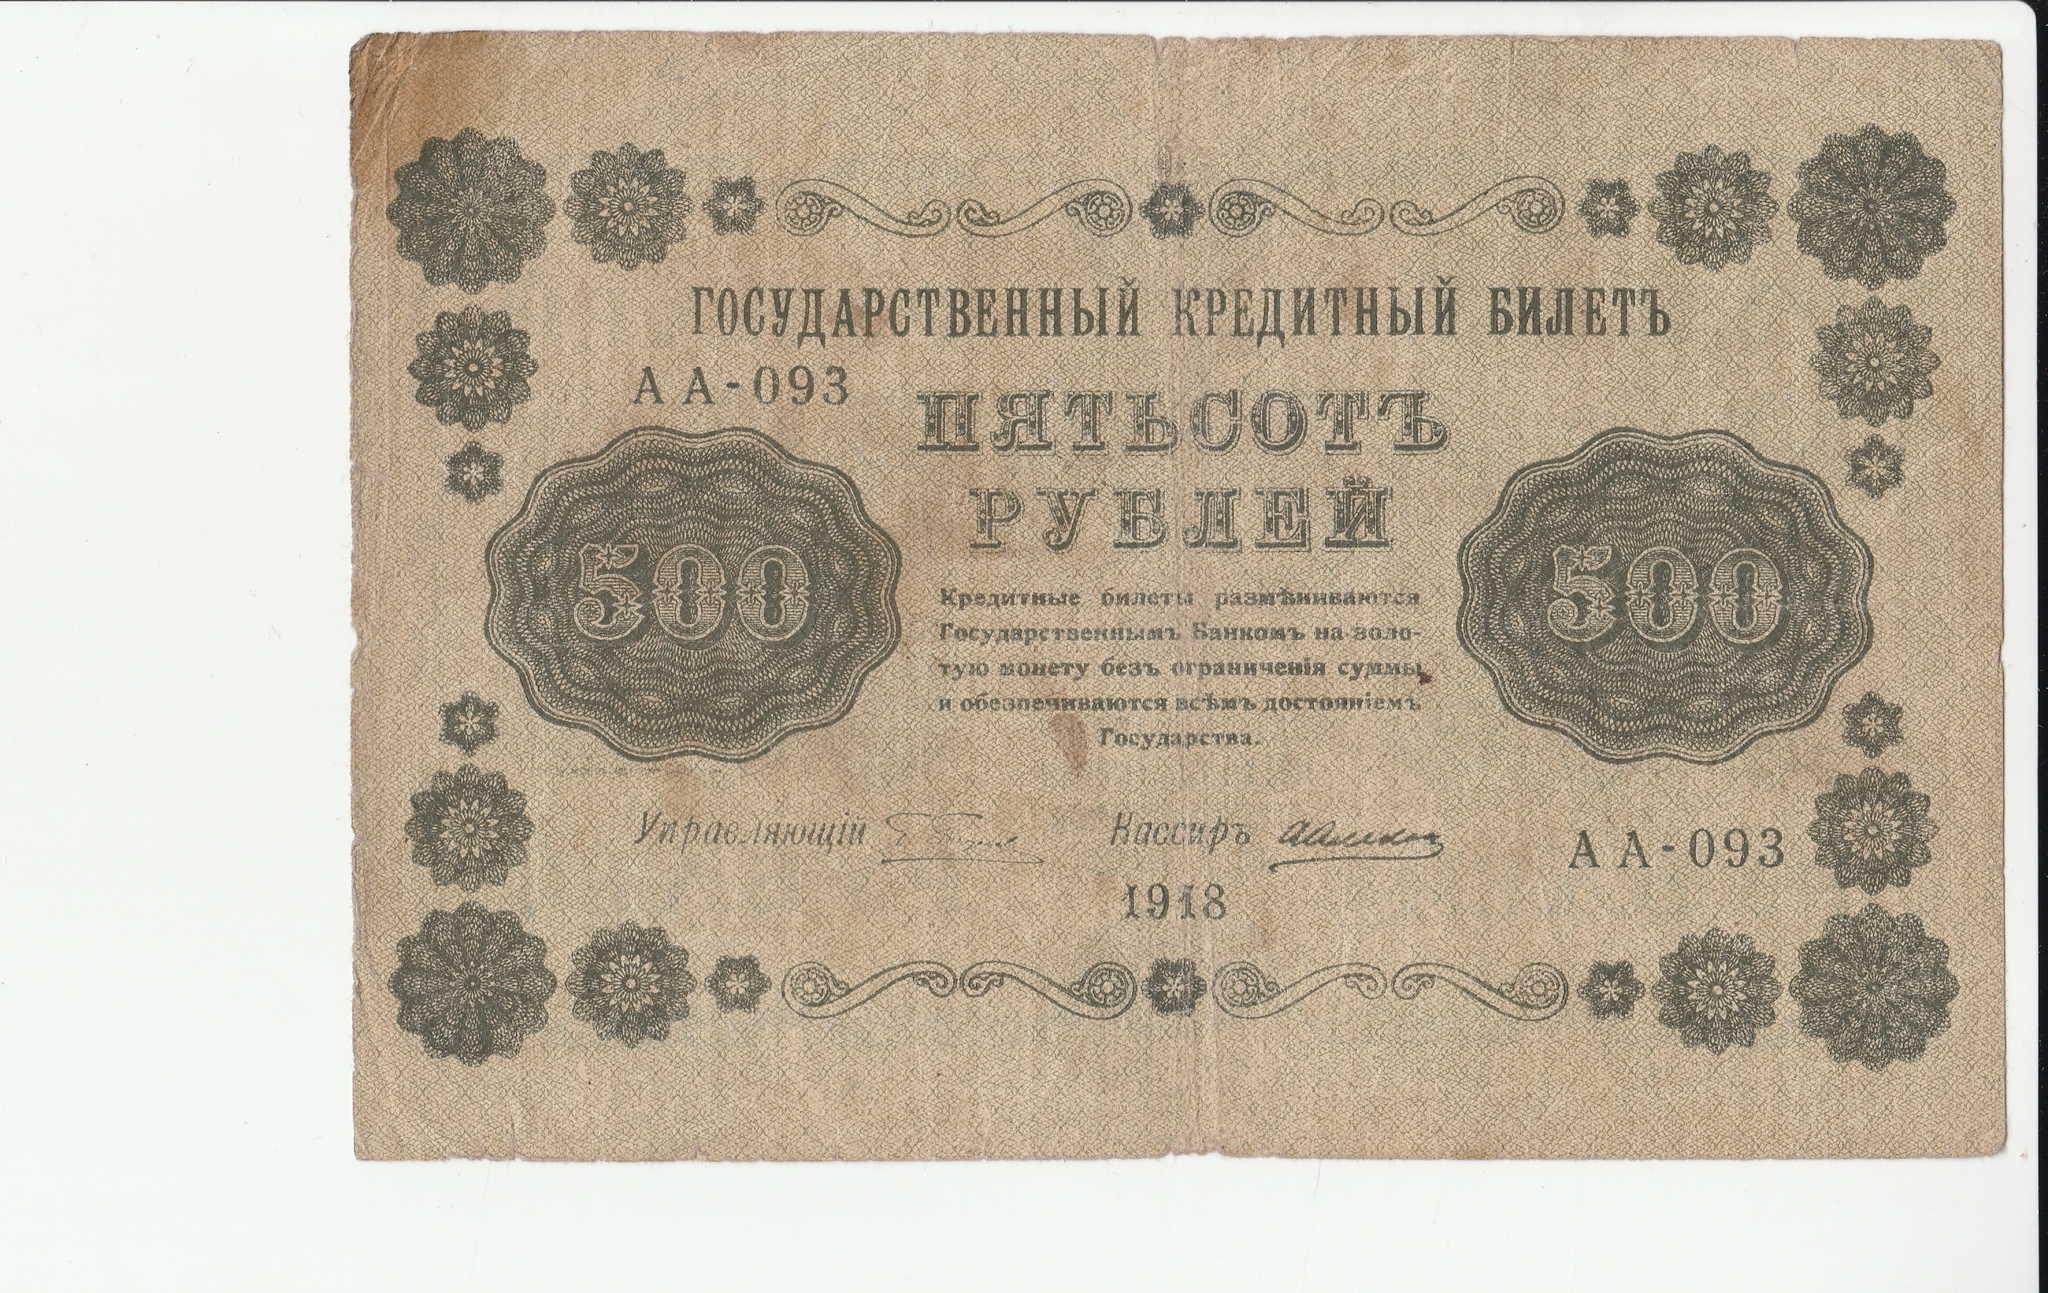 ГОСУДАРСТВЕННЫЙ КРЕДИТНЫЙ БИЛЕТЪ
АА-093
ПЯТЬСОТЪ
РУБЛЕЙ
500
500
Кредитные билеты размѣниваются
Государственнымъ Банкомъ на золо-
тую монету безъ ограниченія суммы
и обезпечиваются всѣмъ достояніемъ
Государства.
Управляющій
Кассиръ
АА-093
1918